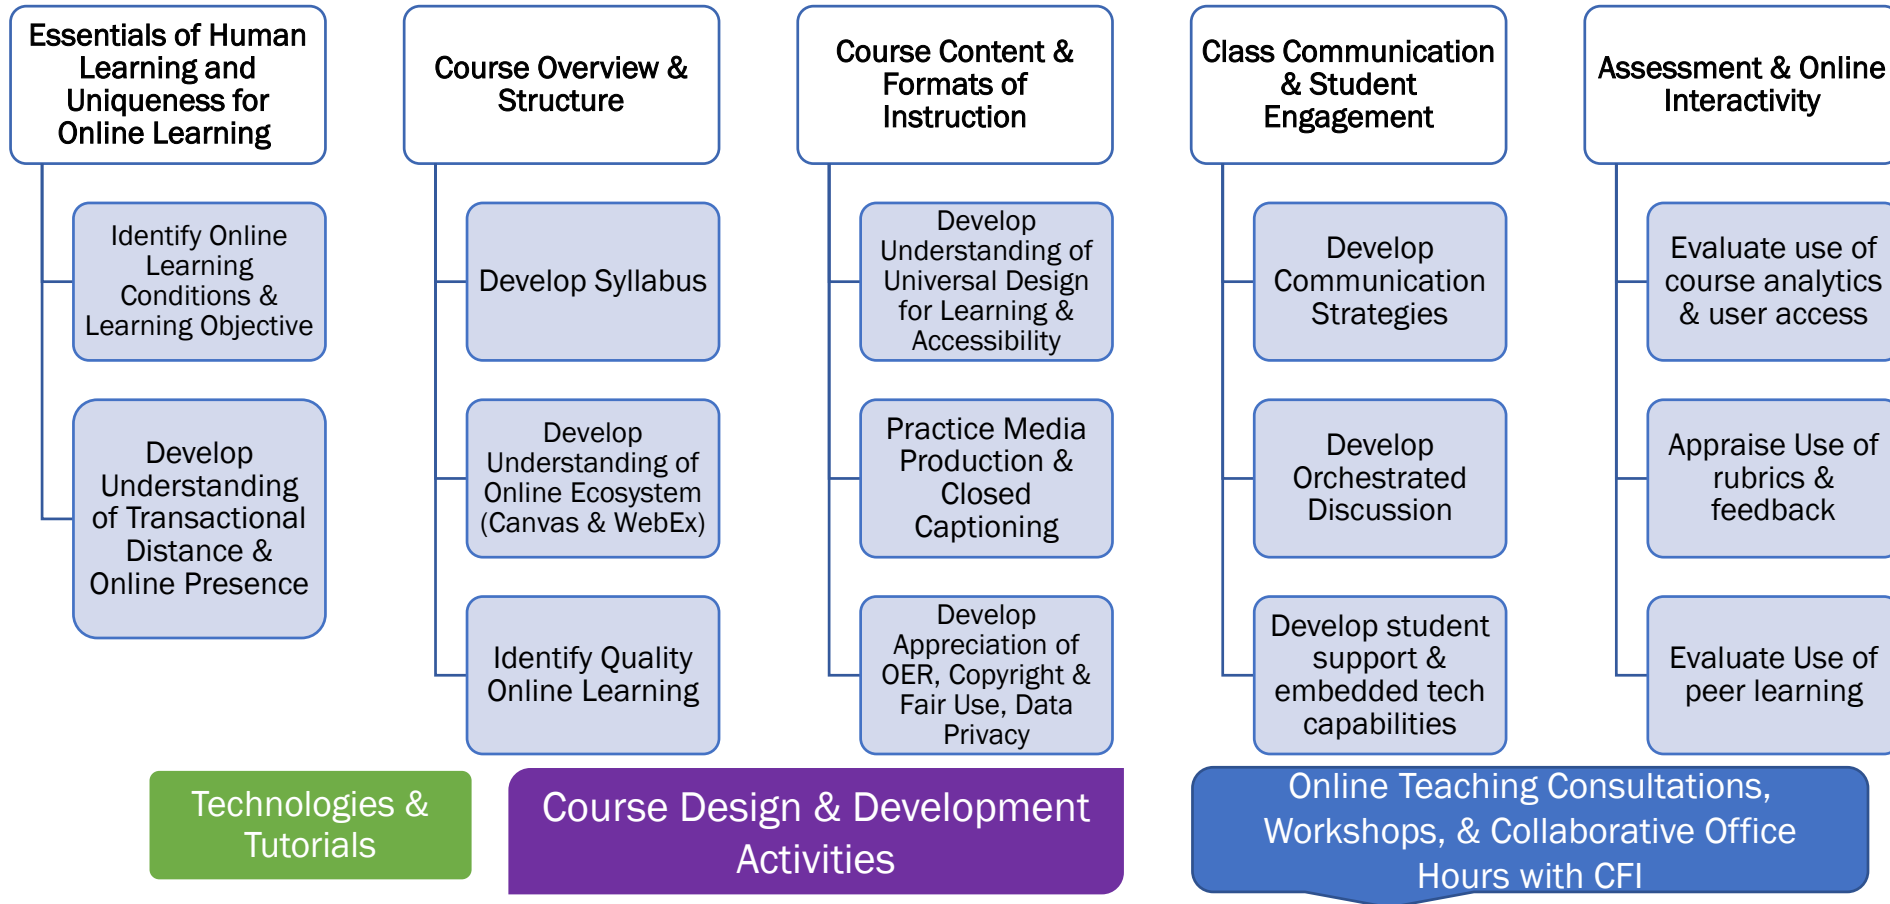 Essentials of Human
Learning and
Uniqueness for
Online Learning
Identify Online
Learning
Conditions &
Learning Objective
Develop
Understanding
of Transactional
Distance &
Online Presence
Course Overview &
Structure
Develop Syllabus
Develop
Understanding of
Online Ecosystem
(Canvas & WebEx)
Identify Quality
Online Learning
Course Content &
Formats of
Instruction
Develop
Understanding of
Universal Design
for Learning &
Accessibility
Practice Media
Production &
Closed
Captioning
Develop
Appreciation of
OER, Copyright &
Fair Use, Data
Privacy
Class Communication
& Student
Engagement
Develop
Communication
Strategies
Develop
Orchestrated
Discussion
Develop student
support &
embedded tech
capabilities
Assessment & Online
Interactivity
Evaluate use of
course analytics
& user access
Appraise Use of
rubrics &
feedback
Evaluate Use of
peer learning
Technologies &
Tutorials
Course Design & Development
Activities
Online Teaching Consultations,
Workshops, & Collaborative Office
Hours with CFI